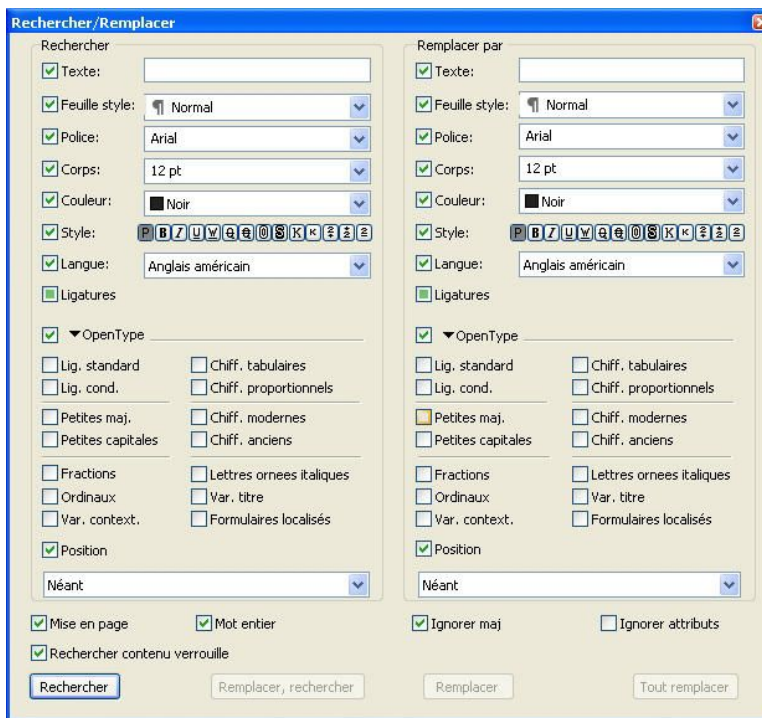 Rechercher/Remplacer
Rechercher
Texte:
Feuille style: ¶ Normal
Police: Arial
Corps: 12 pt
Couleur: Noir
Style: P B I U W Q Q O S K K 2 2 2
Langue: Anglais américain
Ligatures
OpenType
Lig. standard Chiff. tabulaires
Lig. cond. Chiff. proportionnels
Petites maj. Chiff. modernes
Petites capitales Chiff. anciens
Fractions Lettres ornees italiques
Ordinaux Var. titre
Var. context. Formulaires localisés
Position
Néant
Remplacer par
Texte:
Feuille style: ¶ Normal
Police: Arial
Corps: 12 pt
Couleur: Noir
Style: P B I U W Q Q O S K K 2 2 2
Langue: Anglais américain
Ligatures
OpenType
Lig. standard Chiff. tabulaires
Lig. cond. Chiff. proportionnels
Petites maj. Chiff. modernes
Petites capitales Chiff. anciens
Fractions Lettres ornees italiques
Ordinaux Var. titre
Var. context. Formulaires localisés
Position
Néant
Mise en page Mot entier Ignorer maj Ignorer attributs
Rechercher contenu verrouille
Rechercher Remplacer, rechercher Remplacer Tout remplacer